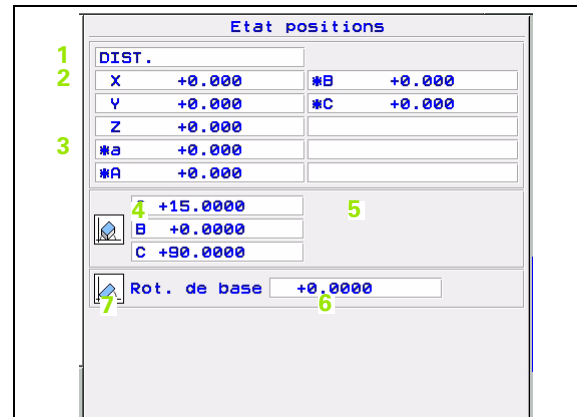 Etat positions
1 DIST.
2 X +0.000 *B +0.000
Y +0.000 *C +0.000
Z +0.000
3 *a +0.000
*A +0.000
4 +15.0000 5
B +0.0000
C +90.0000
7 Rot. de base +0.0000
6